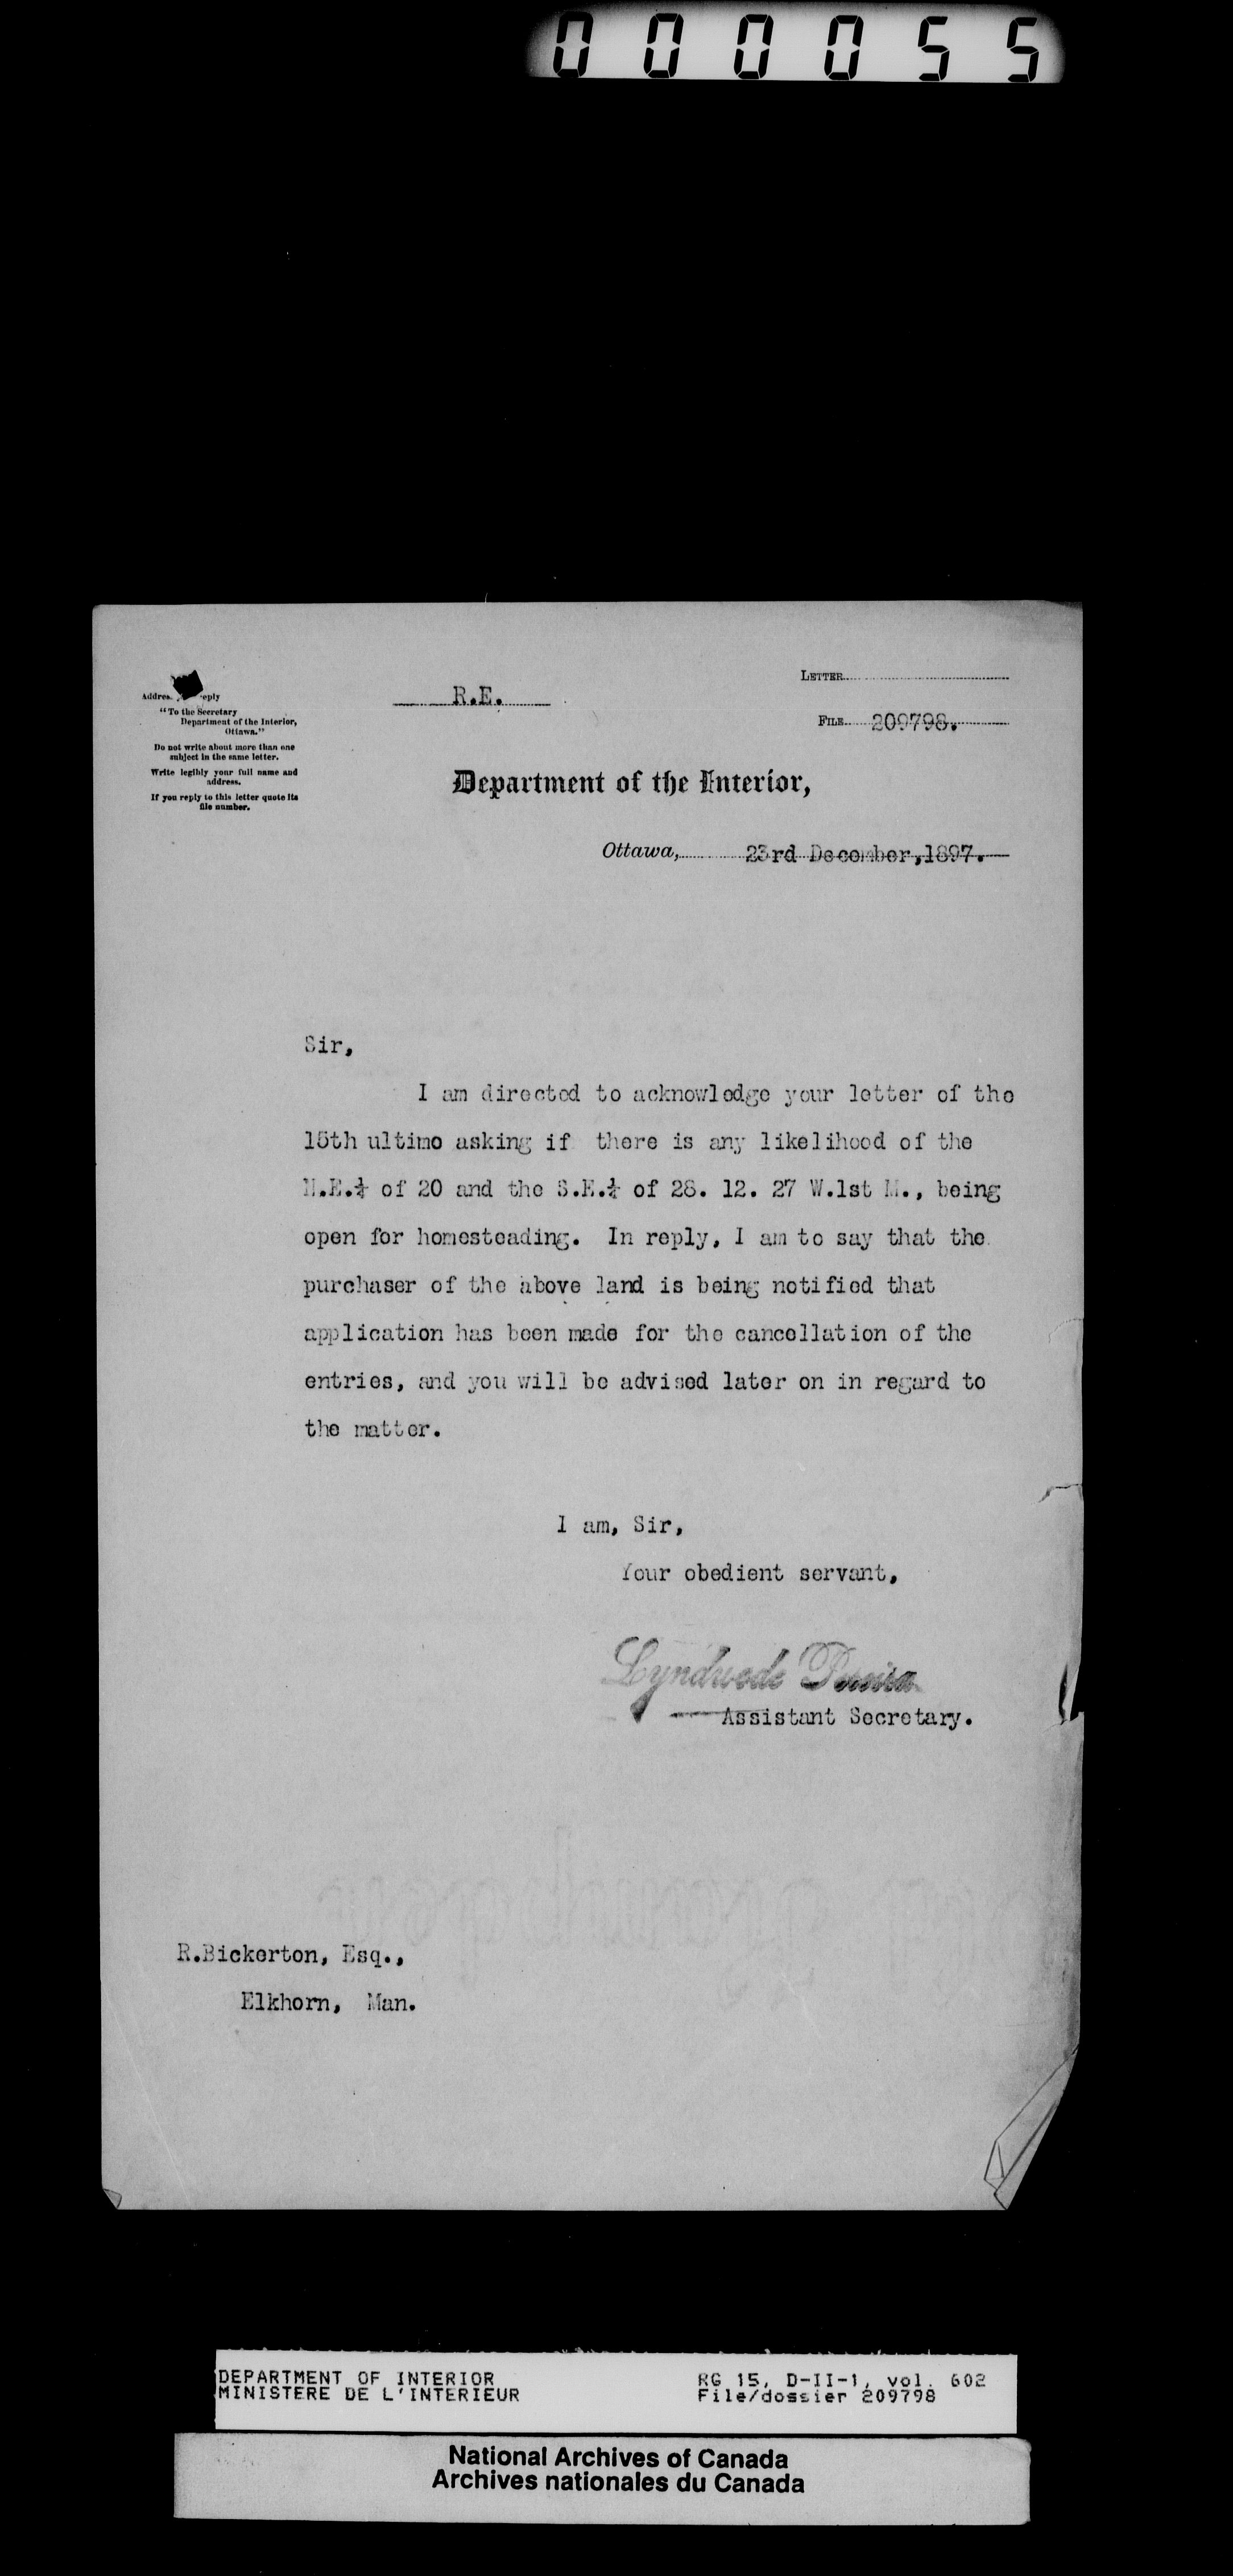 000055
LETTER
R.E.
FILE 209798.
Address reply
"To the Secretary
Department of the Interior,
Ottawa."
Do not write about more than one
subject in the same letter.
Write legibly your full name and
address.
If you reply to this letter quote its
file number.
Department of the Interior,
Ottawa, 23rd December, 1897.
Sir,
I am directed to acknowledge your letter of the
15th ultimo asking if there is any likelihood of the
N.E.¼ of 20 and the S.E.¼ of 28. 12. 27 W.1st M., being
open for homesteading. In reply, I am to say that the
purchaser of the above land is being notified that
application has been made for the cancellation of the
entries, and you will be advised later on in regard to
the matter.
I am, Sir,
Your obedient servant,
Lyndwode Pereira
Assistant Secretary.
R.Bickerton, Esq.,
Elkhorn, Man.
DEPARTMENT OF INTERIOR
MINISTERE DE L'INTERIEUR
RG 15, D-II-1, vol. 602
File/dossier 209798
National Archives of Canada
Archives nationales du Canada